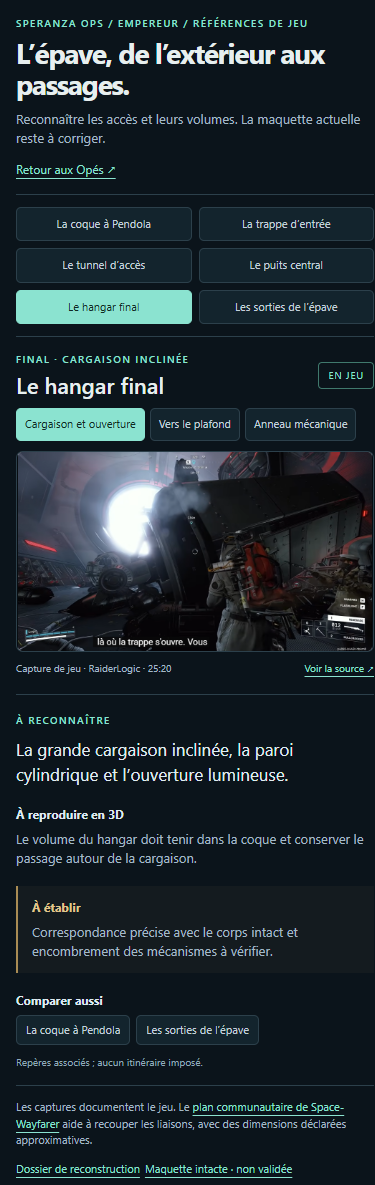 SPERANZA OPS / EMPEREUR / RÉFÉRENCES DE JEU
L’épave, de l’extérieur aux
passages.
Reconnaître les accès et leurs volumes. La maquette actuelle
reste à corriger.
Retour aux Opés ↗
La coque à Pendola
La trappe d’entrée
Le tunnel d’accès
Le puits central
Le hangar final
Les sorties de l’épave
FINAL · CARGAISON INCLINÉE
Le hangar final
EN JEU
Cargaison et ouverture
Vers le plafond
Anneau mécanique
là où la trappe s'ouvre. Vous
Capture de jeu · RaiderLogic · 25:20
Voir la source ↗
À RECONNAÎTRE
La grande cargaison inclinée, la paroi
cylindrique et l’ouverture lumineuse.
À reproduire en 3D
Le volume du hangar doit tenir dans la coque et conserver le
passage autour de la cargaison.
À établir
Correspondance précise avec le corps intact et
encombrement des mécanismes à vérifier.
Comparer aussi
La coque à Pendola
Les sorties de l’épave
Repères associés ; aucun itinéraire imposé.
Les captures documentent le jeu. Le plan communautaire de Space-
Wayfarer aide à recouper les liaisons, avec des dimensions déclarées
approximatives.
Dossier de reconstruction
Maquette intacte · non validée